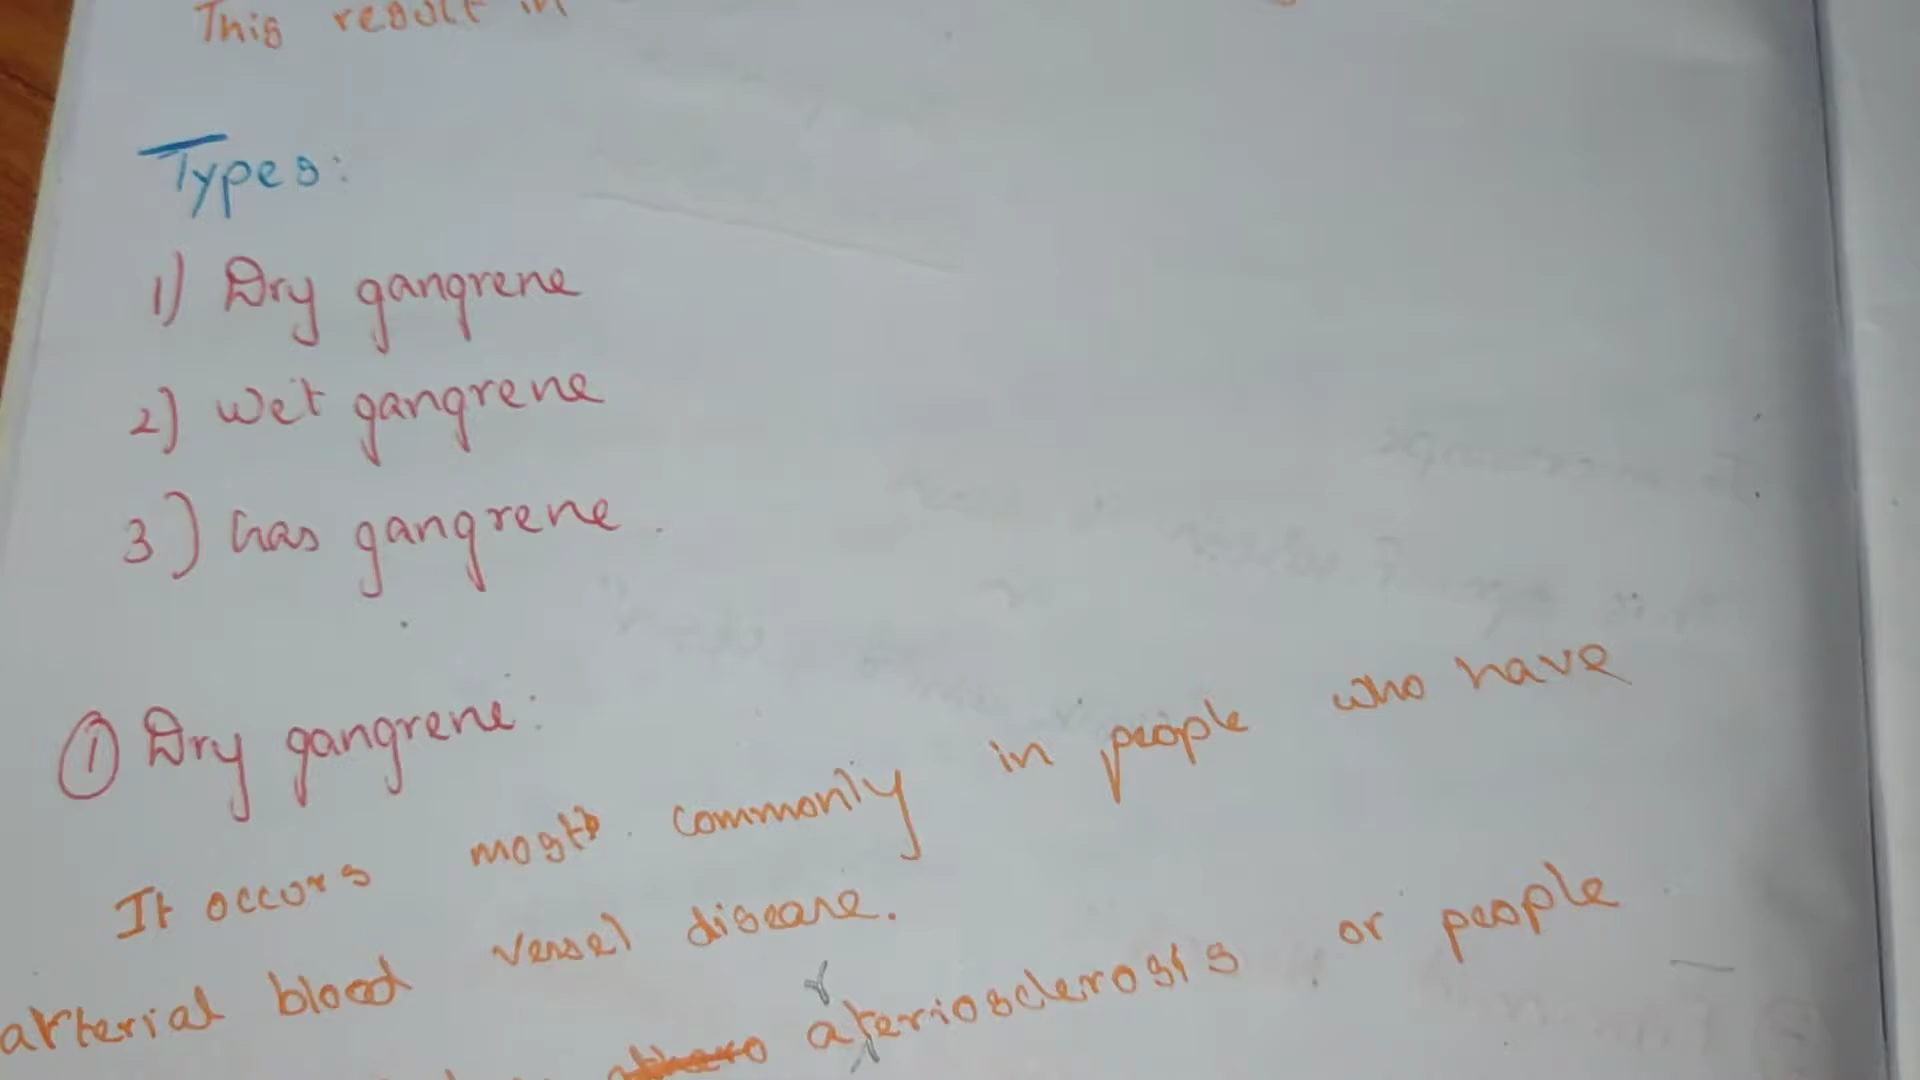 This result in
Types:
1) Dry gangrene
2) wet gangrene
3) Gas gangrene.
① Dry gangrene:
It occurs most commonly in people who have
arterial blood vessel disease.
ateriosclerosis or people